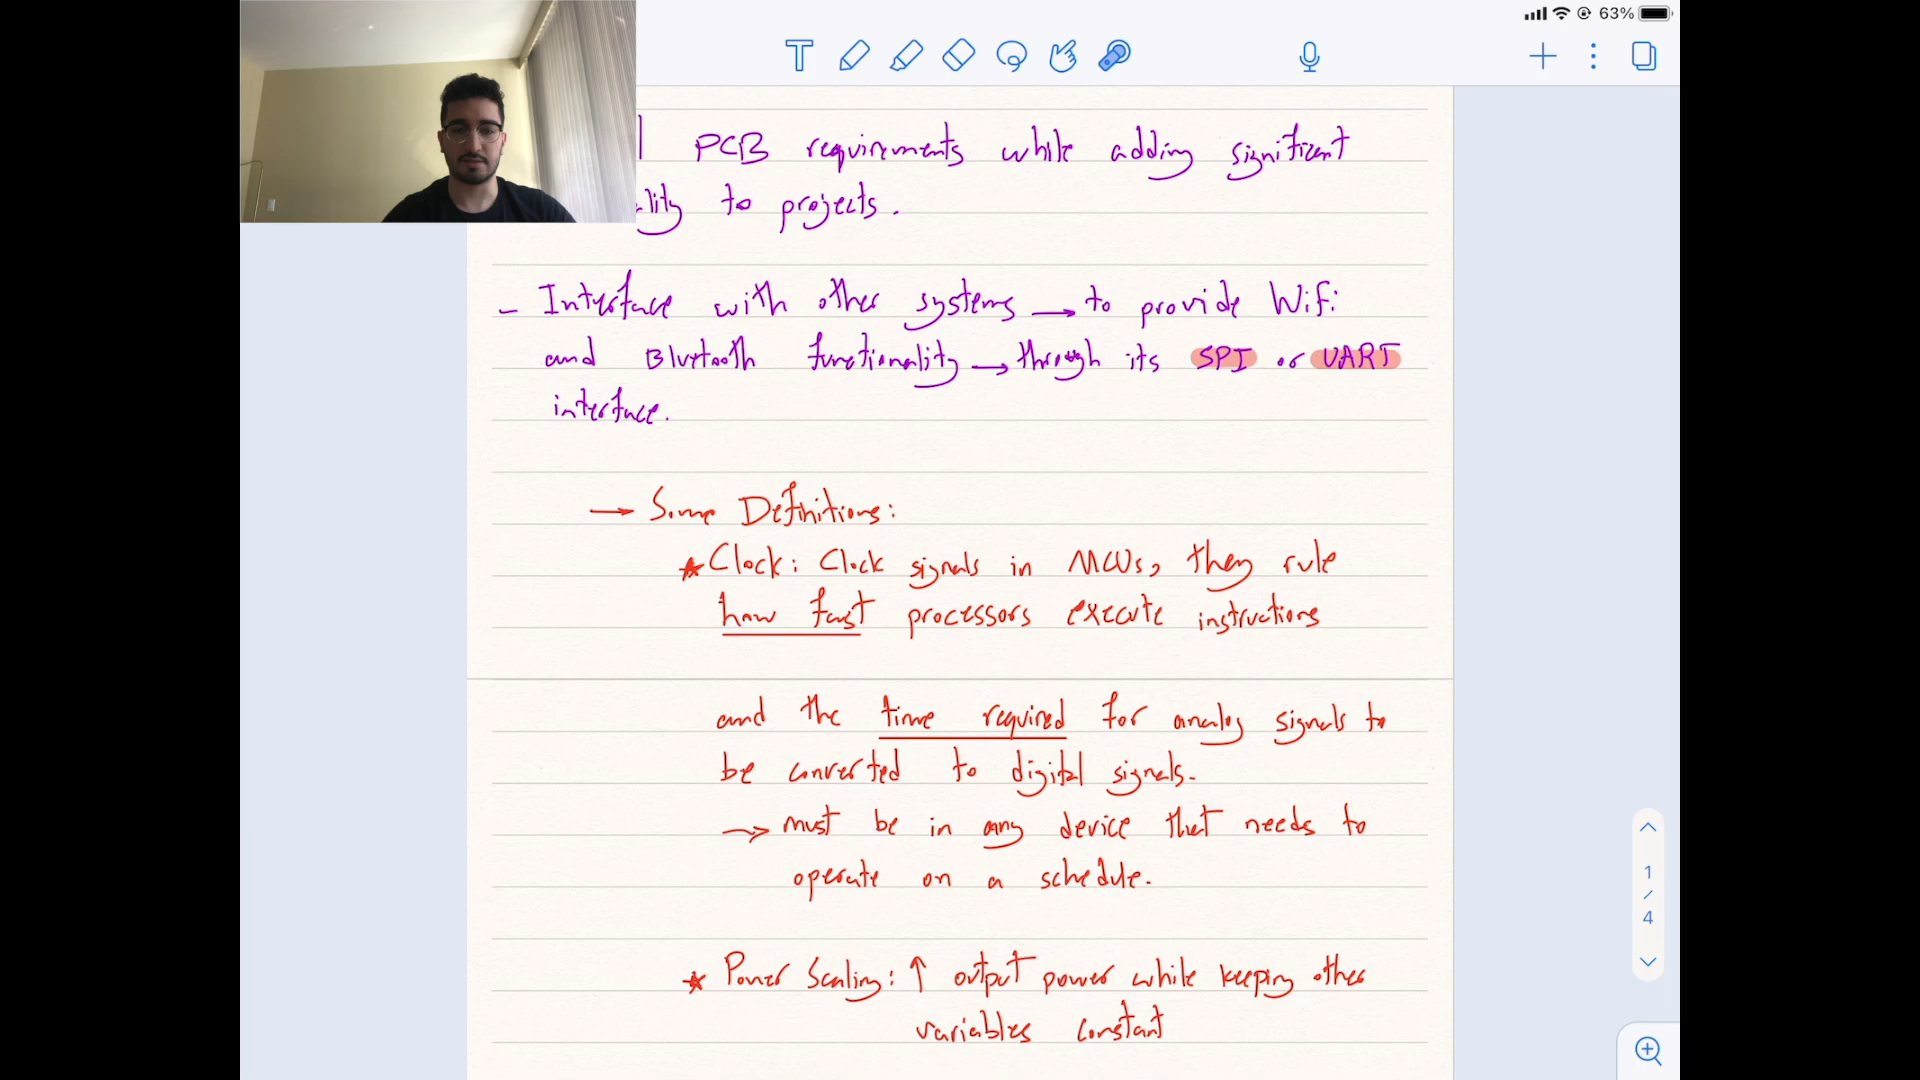 63%
T
PCB requirements while adding significant
ality to projects.
- Interface with other systems → to provide Wifi
and Bluetooth functionality → through its SPI or UART
interface.
→ Some Definitions:
* Clock: Clock signals in MCUs, they rule
how fast processors execute instructions
and the time required for analog signals to
be converted to digital signals.
→ must be in any device that needs to
operate on a schedule.
* Power Scaling: ↑ output power while keeping other
variables constant
1
/
4